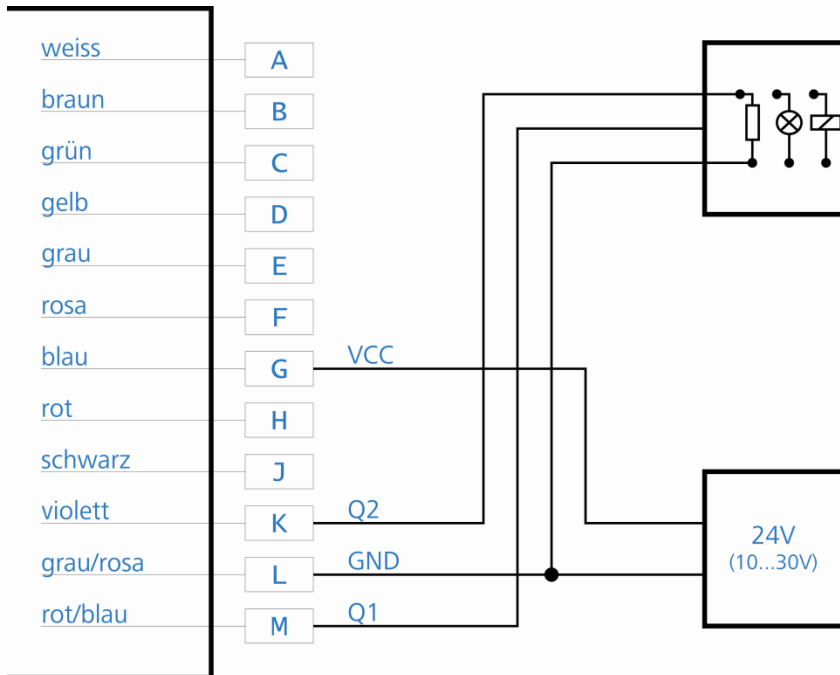 weiss A
braun B
grün C
gelb D
grau E
rosa F
blau G VCC
rot H
schwarz J
violett K Q2
grau/rosa L GND
rot/blau M Q1
24V
(10...30V)